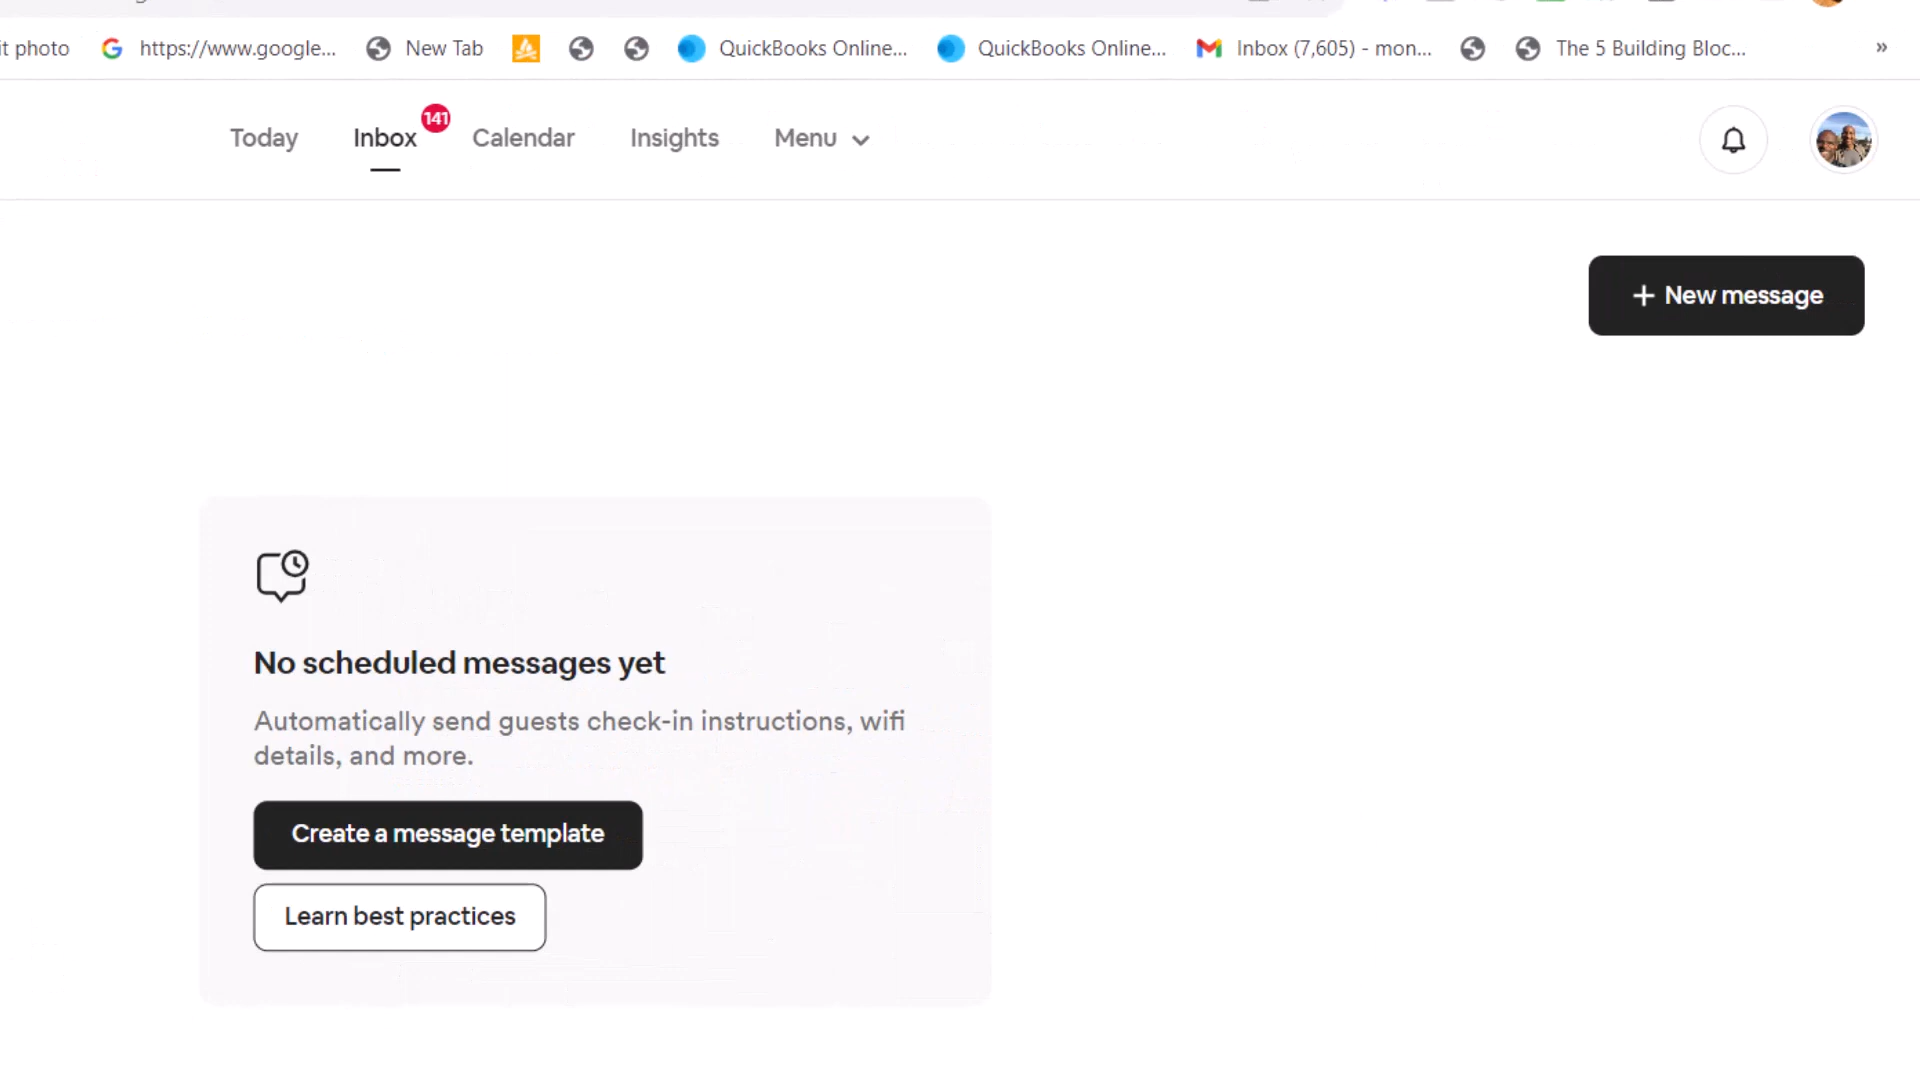 it photo https://www.google... New Tab QuickBooks Online... QuickBooks Online... Inbox (7,605) - mon... The 5 Building Bloc... »
Today Inbox 141 Calendar Insights Menu
+ New message
No scheduled messages yet
Automatically send guests check-in instructions, wifi
details, and more.
Create a message template
Learn best practices